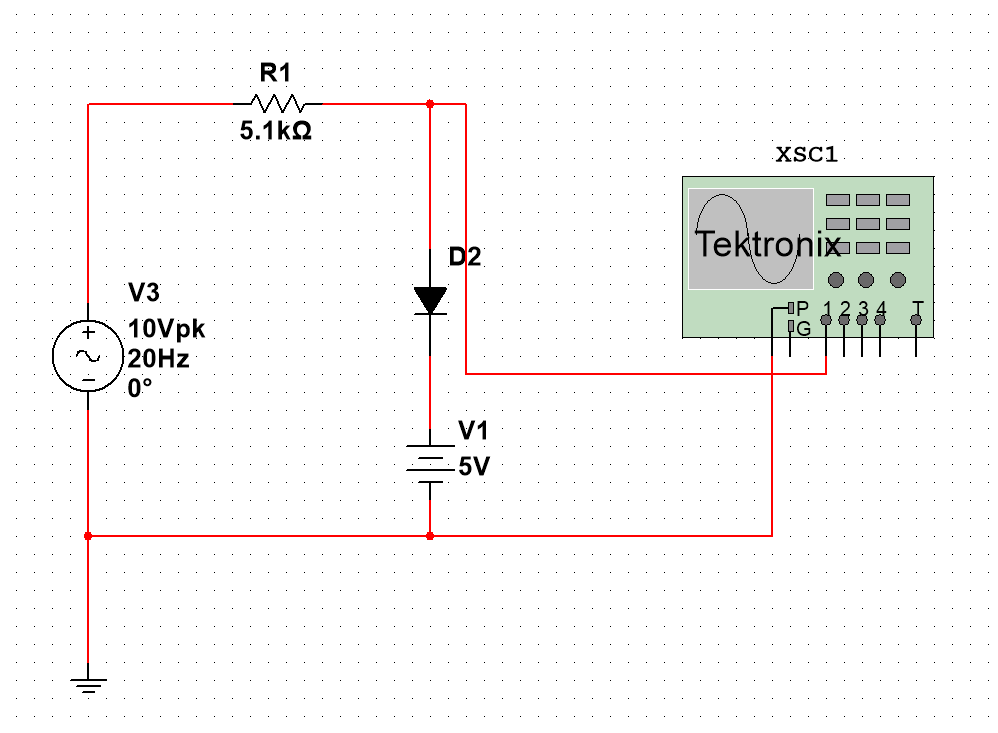 R1
5.1kΩ
XSC1
Tektronix
P 1 2 3 4 T
G
D2
V3
10Vpk
20Hz
0°
V1
5V